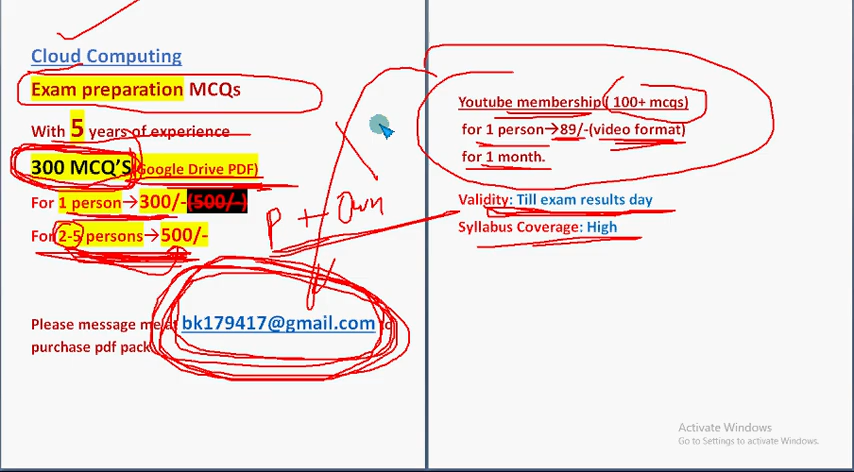 Cloud Computing
Exam preparation MCQs
With 5 years of experience
300 MCQ'S(Google Drive PDF)
For 1 person→300/-(500/-)
For 2-5 persons→500/-
P + Own
Please message me at bk179417@gmail.com to
purchase pdf pack
Youtube membership ( 100+ mcqs)
for 1 person→89/-(video format)
for 1 month.
Validity: Till exam results day
Syllabus Coverage: High
Activate Windows
Go to Settings to activate Windows.